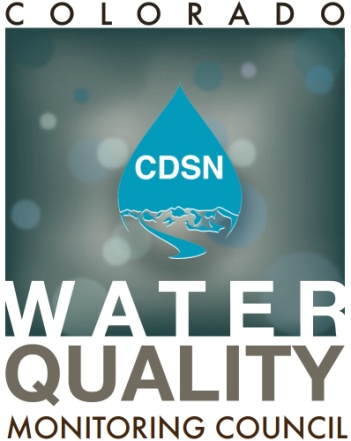 COLORADO
CDSN
WATER
QUALITY
MONITORING COUNCIL